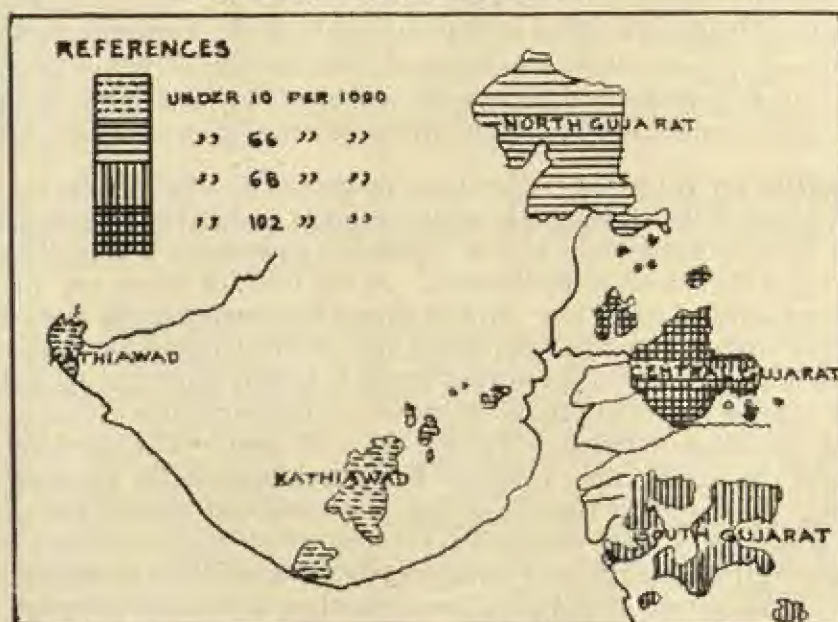 REFERENCES
UNDER 10 PER 1000
,, 66 ,, ,,
,, 68 ,, ,,
,, 102 ,, ,,
NORTH GUJARAT
KATHIAWAD
CENTRAL GUJARAT
KATHIAWAD
SOUTH GUJARAT